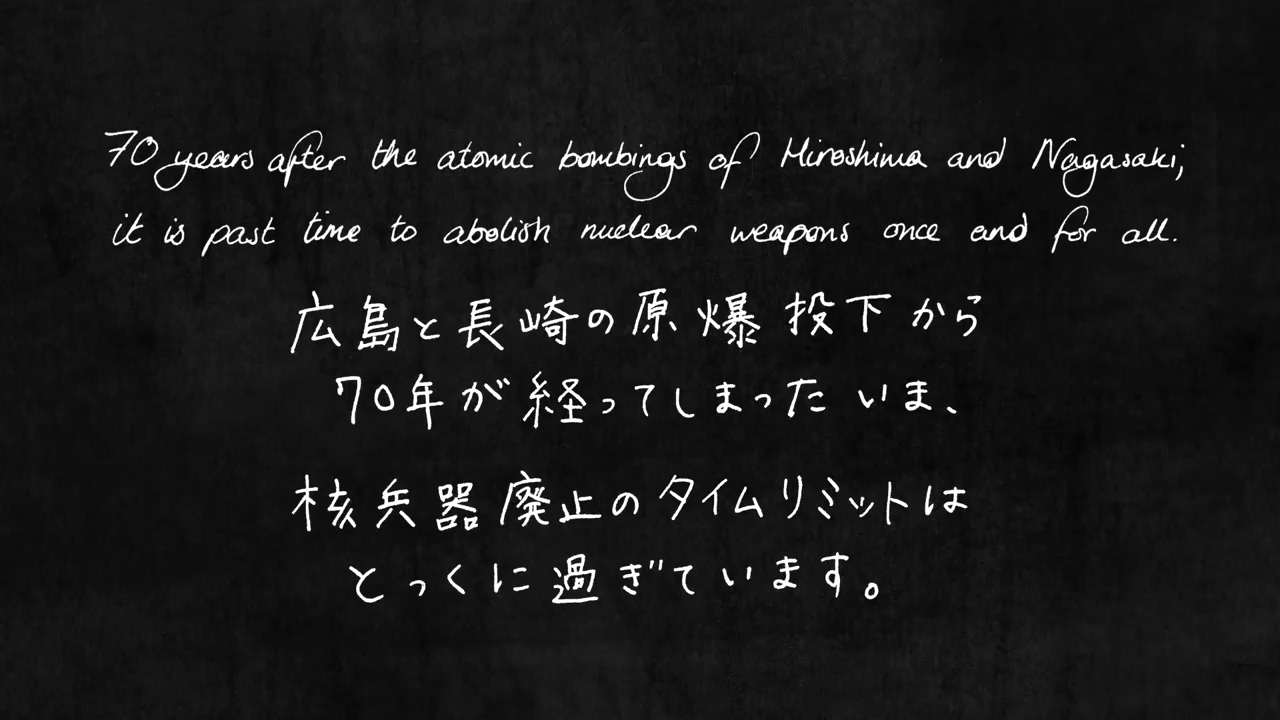 70 years after the atomic bombings of Hiroshima and Nagasaki;
it is past time to abolish nuclear weapons once and for all.
広島と長崎の原爆投下から
70年が経ってしまったいま、
核兵器廃止のタイムリミットは
とっくに過ぎています。